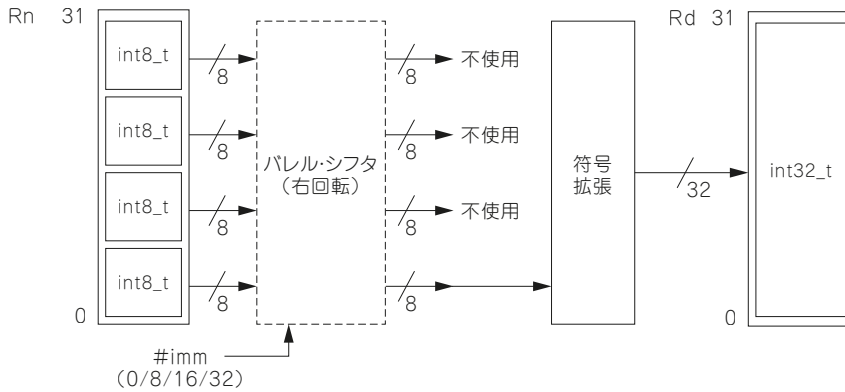 Rn 31
int8_t
int8_t
int8_t
int8_t
0
8
8
8
8
バレル・シフタ
(右回転)
#imm
(0/8/16/32)
8
8
8
8
不使用
不使用
不使用
符号
拡張
32
Rd 31
int32_t
0